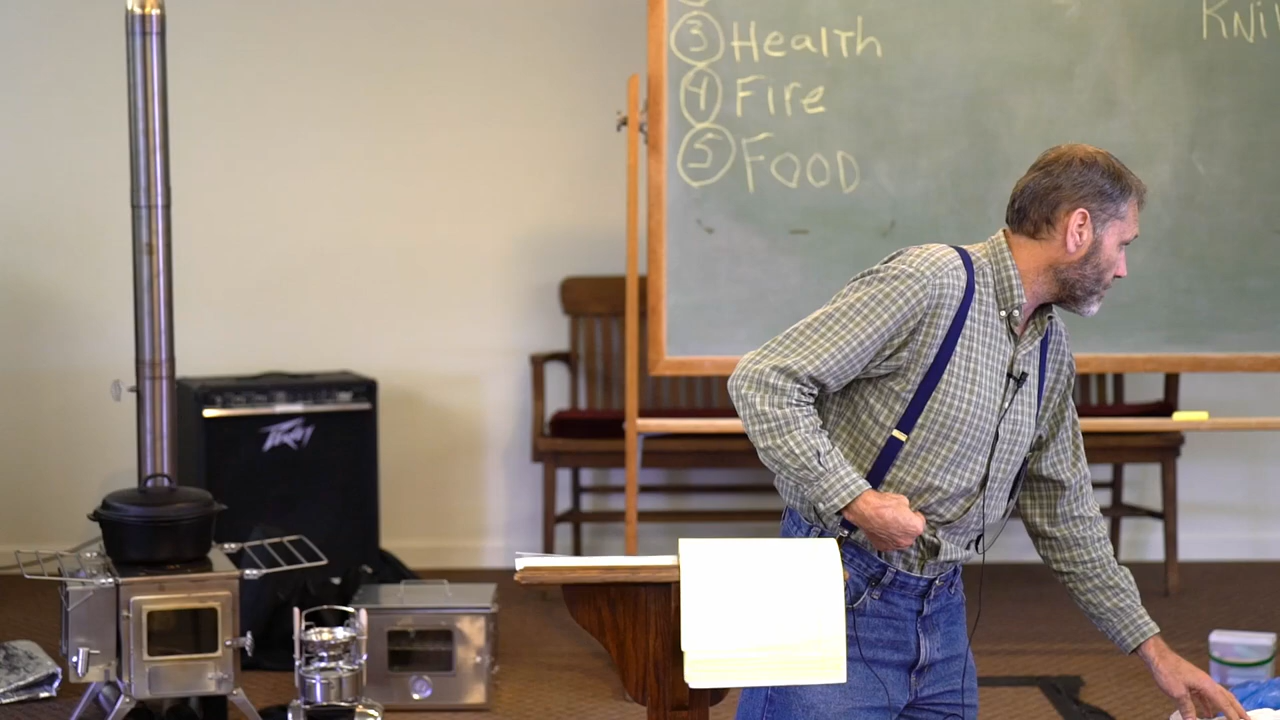 ③ Health
④ Fire
⑤ FOOD
PEAVEY